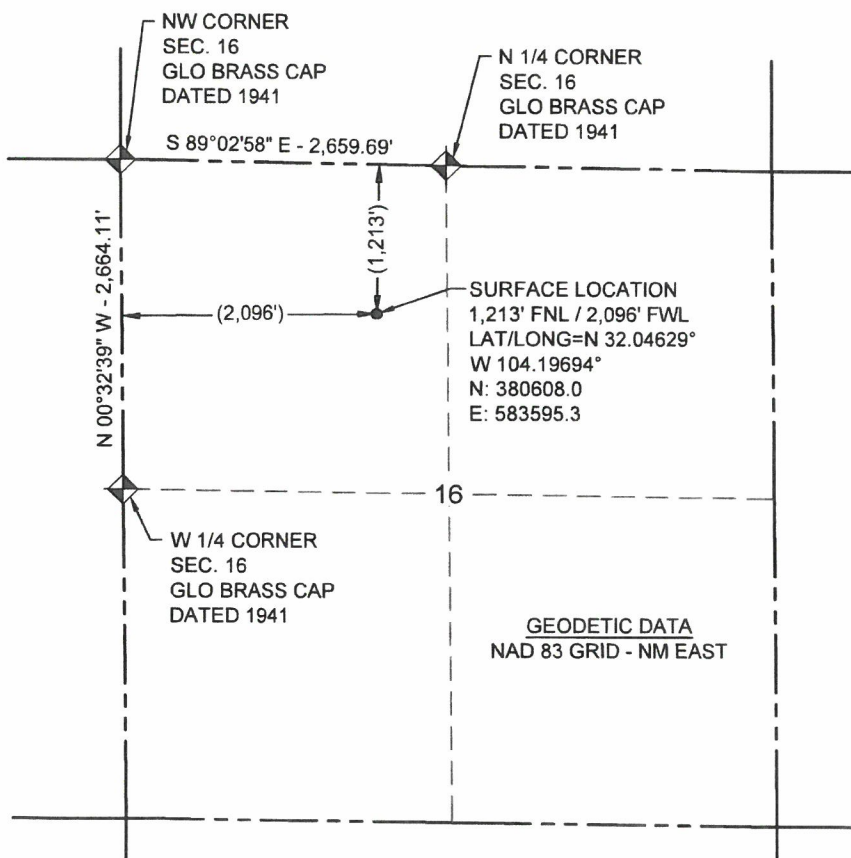 NW CORNER
SEC. 16
GLO BRASS CAP
DATED 1941
N 1/4 CORNER
SEC. 16
GLO BRASS CAP
DATED 1941
S 89°02'58" E - 2,659.69'
N 00°32'39" W - 2,664.11'
(1,213')
(2,096')
SURFACE LOCATION
1,213' FNL / 2,096' FWL
LAT/LONG=N 32.04629°
W 104.19694°
N: 380608.0
E: 583595.3
16
W 1/4 CORNER
SEC. 16
GLO BRASS CAP
DATED 1941
GEODETIC DATA
NAD 83 GRID - NM EAST